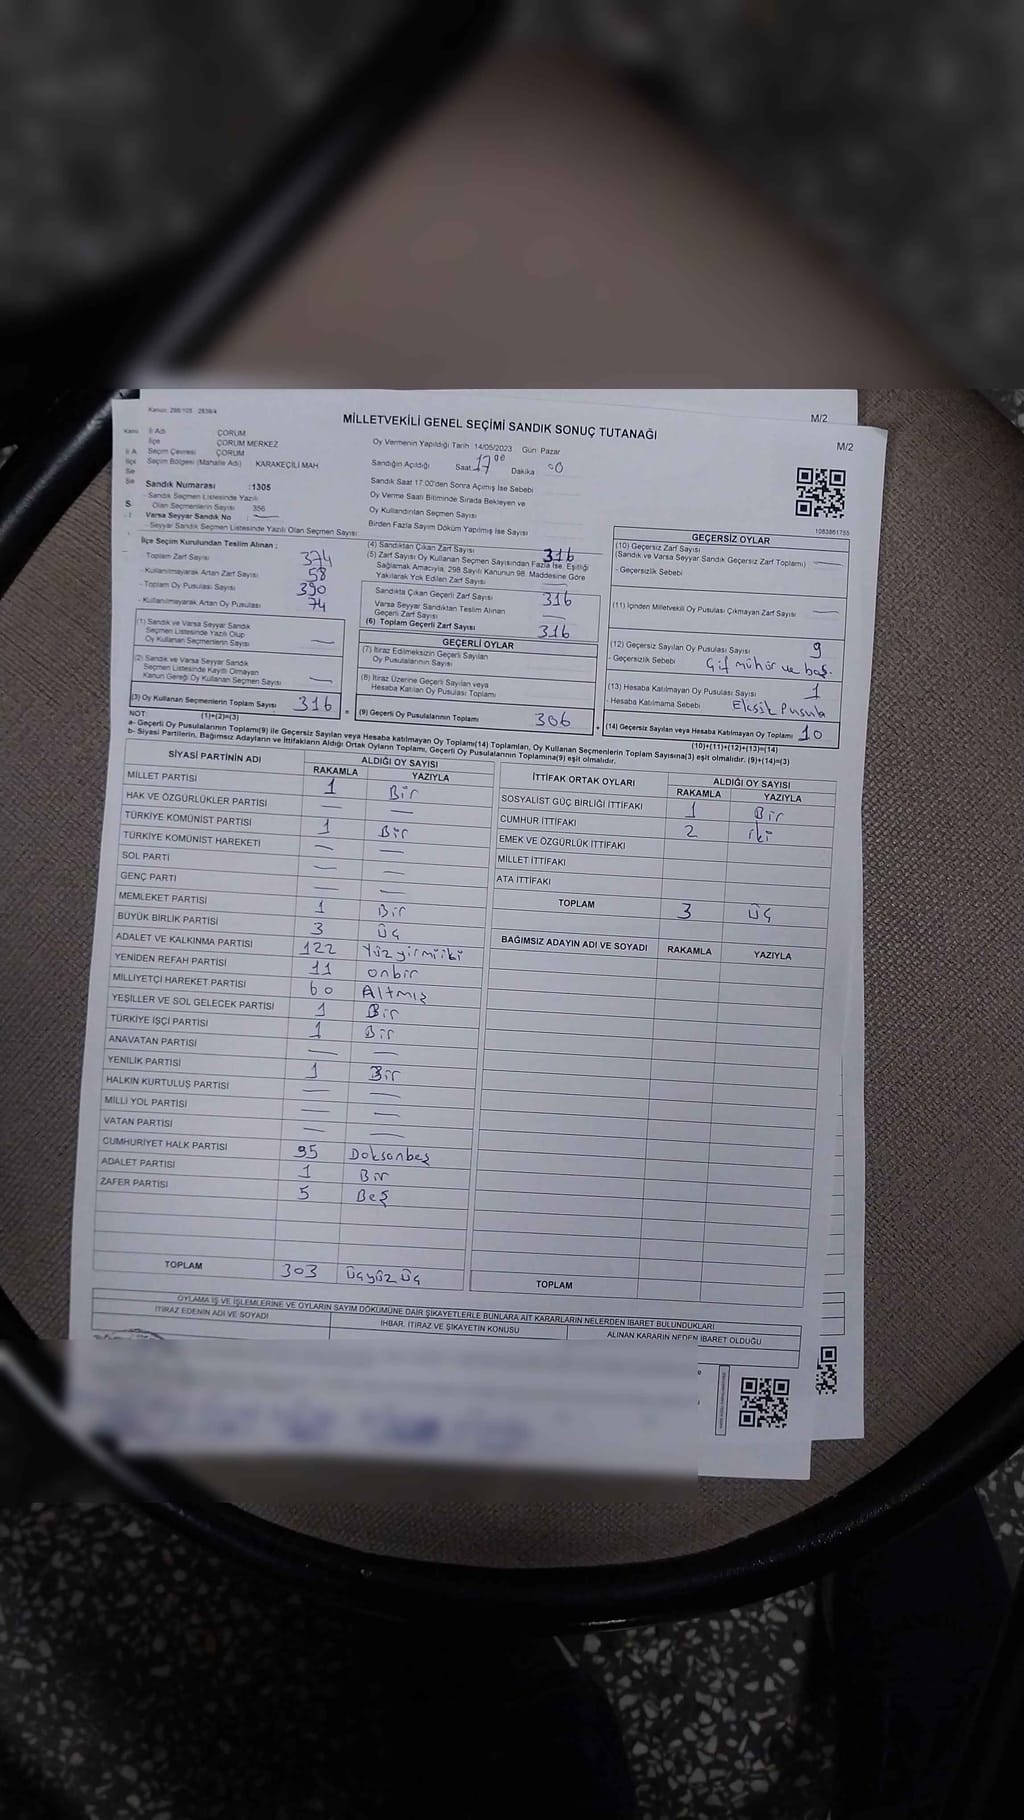 Kanun: 298/105 2839/4
MİLLETVEKİLİ GENEL SEÇİMİ SANDIK SONUÇ TUTANAĞI
M/2
M/2
İl Adı ÇORUM
İlçe ÇORUM MERKEZ
Seçim Çevresi ÇORUM
Seçim Bölgesi (Mahalle Adı) KARAKEÇİLİ MAH
Sandık Numarası :1305
- Sandık Seçmen Listesinde Yazılı
Olan Seçmenlerin Sayısı 356
Varsa Seyyar Sandık No : —
- Seyyar Sandık Seçmen Listesinde Yazılı Olan Seçmen Sayısı
Oy Vermenin Yapıldığı Tarih :14/05/2023 Gün: Pazar
Sandığın Açıldığı Saat 17 00 Dakika 00
Sandık Saat 17.00'den Sonra Açımış İse Sebebi
Oy Verme Saati Bitiminde Sırada Bekleyen ve
Oy Kullandırılan Seçmen Sayısı
Birden Fazla Sayım Döküm Yapılmış İse Sayısı
1083861755
İlçe Seçim Kurulundan Teslim Alınan :
- Toplam Zarf Sayısı 374
- Kullanılmayarak Artan Zarf Sayısı 58
- Toplam Oy Pusulası Sayısı 390
- Kullanılmayarak Artan Oy Pusulası 74
(1) Sandık ve Varsa Seyyar Sandık
Seçmen Listesinde Yazılı Olup
Oy Kullanan Seçmenlerin Sayısı —
(2) Sandık ve Varsa Seyyar Sandık
Seçmen Listesinde Kayıtlı Olmayan
Kanun Gereği Oy Kullanan Seçmen Sayısı —
(3) Oy Kullanan Seçmenlerin Toplam Sayısı 316
(1)+(2)=(3)
(4) Sandıktan Çıkan Zarf Sayısı 316
(5) Zarf Sayısı Oy Kullanan Seçmen Sayısından Fazla İse, Eşitliği
Sağlamak Amacıyla, 298 Sayılı Kanunun 98. Maddesine Göre
Yakılarak Yok Edilen Zarf Sayısı —
Sandıkta Çıkan Geçerli Zarf Sayısı 316
Varsa Seyyar Sandıktan Teslim Alınan
Geçerli Zarf Sayısı —
(6) Toplam Geçerli Zarf Sayısı 316
GEÇERLİ OYLAR
(7) İtiraz Edilmeksizin Geçerli Sayılan
Oy Pusulalarının Sayısı
(8) İtiraz Üzerine Geçerli Sayılan veya
Hesaba Katılan Oy Pusulası Toplamı
= (9) Geçerli Oy Pusulalarının Toplamı 306
GEÇERSİZ OYLAR
(10) Geçersiz Zarf Sayısı
(Sandık ve Varsa Seyyar Sandık Geçersiz Zarf Toplamı) —
- Geçersizlik Sebebi
(11) İçinden Milletvekili Oy Pusulası Çıkmayan Zarf Sayısı
(12) Geçersiz Sayılan Oy Pusulası Sayısı 9
- Geçersizlik Sebebi Çif mühür ve boş.
(13) Hesaba Katılmayan Oy Pusulası Sayısı 1
- Hesaba Katılmama Sebebi Eksik Pusula
+ (14) Geçersiz Sayılan veya Hesaba Katılmayan Oy Toplamı 10
(10)+(11)+(12)+(13)=(14)
NOT:
a- Geçerli Oy Pusulalarının Toplamı(9) ile Geçersiz Sayılan veya Hesaba katılmayan Oy Toplamı(14) Toplamları, Oy Kullanan Seçmenlerin Toplam Sayısına(3) eşit olmalıdır. (9)+(14)=(3)
b- Siyasi Partilerin, Bağımsız Adayların ve İttifakların Aldığı Ortak Oyların Toplamı, Geçerli Oy Pusulalarının Toplamına(9) eşit olmalıdır.
SİYASİ PARTİNİN ADI ALDIĞI OY SAYISI
RAKAMLA YAZIYLA
MİLLET PARTİSİ 1 Bir
HAK VE ÖZGÜRLÜKLER PARTİSİ — —
TÜRKİYE KOMÜNİST PARTİSİ 1 Bir
TÜRKİYE KOMÜNİST HAREKETİ — —
SOL PARTİ — —
GENÇ PARTİ — —
MEMLEKET PARTİSİ 1 Bir
BÜYÜK BİRLİK PARTİSİ 3 Üç
ADALET VE KALKINMA PARTİSİ 122 Yüzyirmiiki
YENİDEN REFAH PARTİSİ 11 onbir
MİLLİYETÇİ HAREKET PARTİSİ 60 Altmış
YEŞİLLER VE SOL GELECEK PARTİSİ 1 Bir
TÜRKİYE İŞÇİ PARTİSİ 1 Bir
ANAVATAN PARTİSİ — —
YENİLİK PARTİSİ 1 Bir
HALKIN KURTULUŞ PARTİSİ — —
MİLLİ YOL PARTİSİ — —
VATAN PARTİSİ — —
CUMHURİYET HALK PARTİSİ 95 Doksanbeş
ADALET PARTİSİ 1 Bir
ZAFER PARTİSİ 5 Beş
TOPLAM 303 üçyüz üç
İTTİFAK ORTAK OYLARI ALDIĞI OY SAYISI
RAKAMLA YAZIYLA
SOSYALİST GÜÇ BİRLİĞİ İTTİFAKI 1 Bir
CUMHUR İTTİFAKI 2 iki
EMEK VE ÖZGÜRLÜK İTTİFAKI
MİLLET İTTİFAKI
ATA İTTİFAKI
TOPLAM 3 üç
BAĞIMSIZ ADAYIN ADI VE SOYADI RAKAMLA YAZIYLA
TOPLAM
OYLAMA İŞ VE İŞLEMLERİNE VE OYLARIN SAYIM DÖKÜMÜNE DAİR ŞİKAYETLERLE BUNLARA AİT KARARLARIN NELERDEN İBARET BULUNDUKLARI
İTİRAZ EDENİN ADI VE SOYADI İHBAR, İTİRAZ VE ŞİKAYETİN KONUSU ALINAN KARARIN NEDEN İBARET OLDUĞU